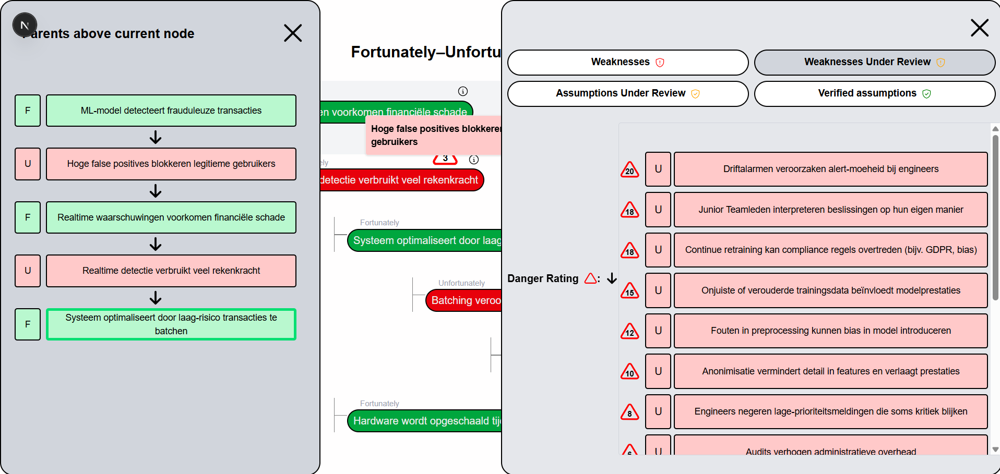 N
Parents above current node
F
ML-model detecteert frauduleuze transacties
U
Hoge false positives blokkeren legitieme gebruikers
F
Realtime waarschuwingen voorkomen financiële schade
U
Realtime detectie verbruikt veel rekenkracht
F
Systeem optimaliseert door laag-risico transacties te
batchen
Fortunately–Unfortu
en voorkomen financiële schade
Hoge false positives blokkeren
gebruikers
ely
3
detectie verbruikt veel rekenkracht
Fortunately
Systeem optimaliseert door laag
Unfortunately
Batching veroo
Fortunately
Hardware wordt opgeschaald tij
Weaknesses
Weaknesses Under Review
Assumptions Under Review
Verified assumptions
Danger Rating :
20
U
Driftalarmen veroorzaken alert-moeheid bij engineers
18
U
Junior Teamleden interpreteren beslissingen op hun eigen manier
18
U
Continue retraining kan compliance regels overtreden (bijv. GDPR, bias)
15
U
Onjuiste of verouderde trainingsdata beïnvloedt modelprestaties
12
U
Fouten in preprocessing kunnen bias in model introduceren
10
U
Anonimisatie vermindert detail in features en verlaagt prestaties
8
U
Engineers negeren lage-prioriteitsmeldingen die soms kritiek blijken
6
U
Audits verhogen administratieve overhead